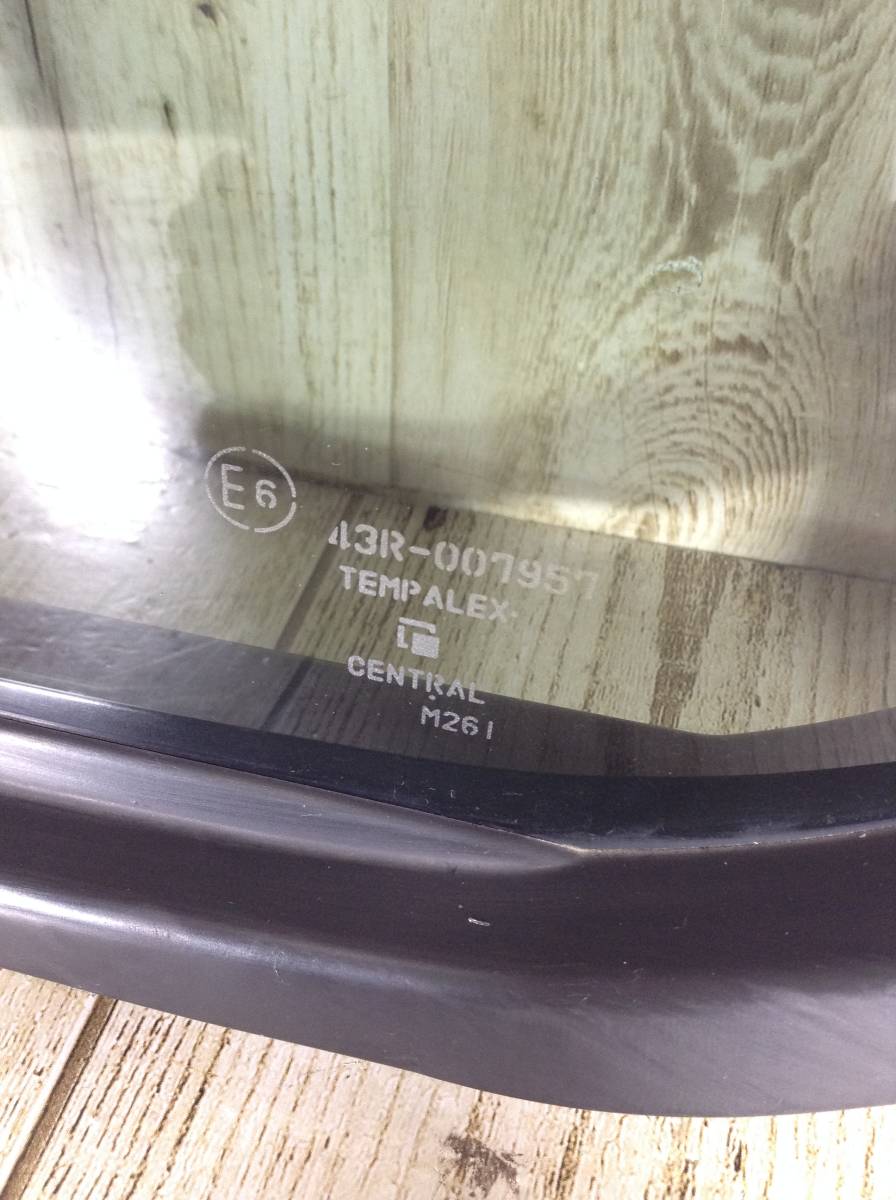 E6
43R-007957
TEMPALEX
CENTRAL
M261